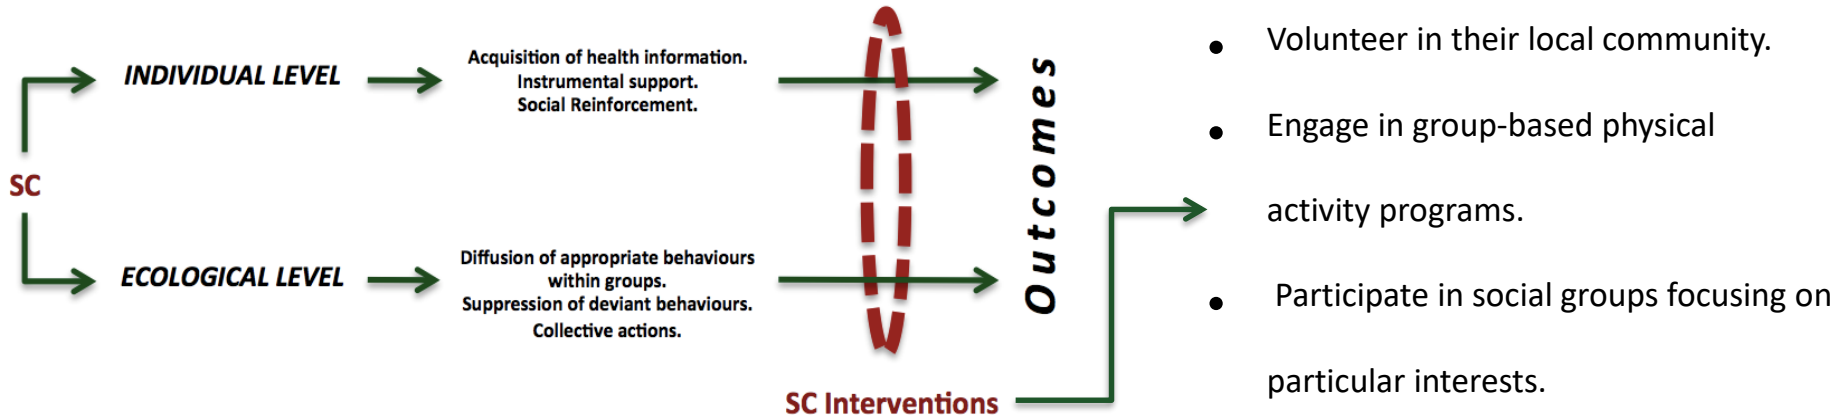 SC
INDIVIDUAL LEVEL
Acquisition of health information.
Instrumental support.
Social Reinforcement.
ECOLOGICAL LEVEL
Diffusion of appropriate behaviours
within groups.
Suppression of deviant behaviours.
Collective actions.
Outcomes
SC Interventions
• Volunteer in their local community.
• Engage in group-based physical
activity programs.
• Participate in social groups focusing on
particular interests.